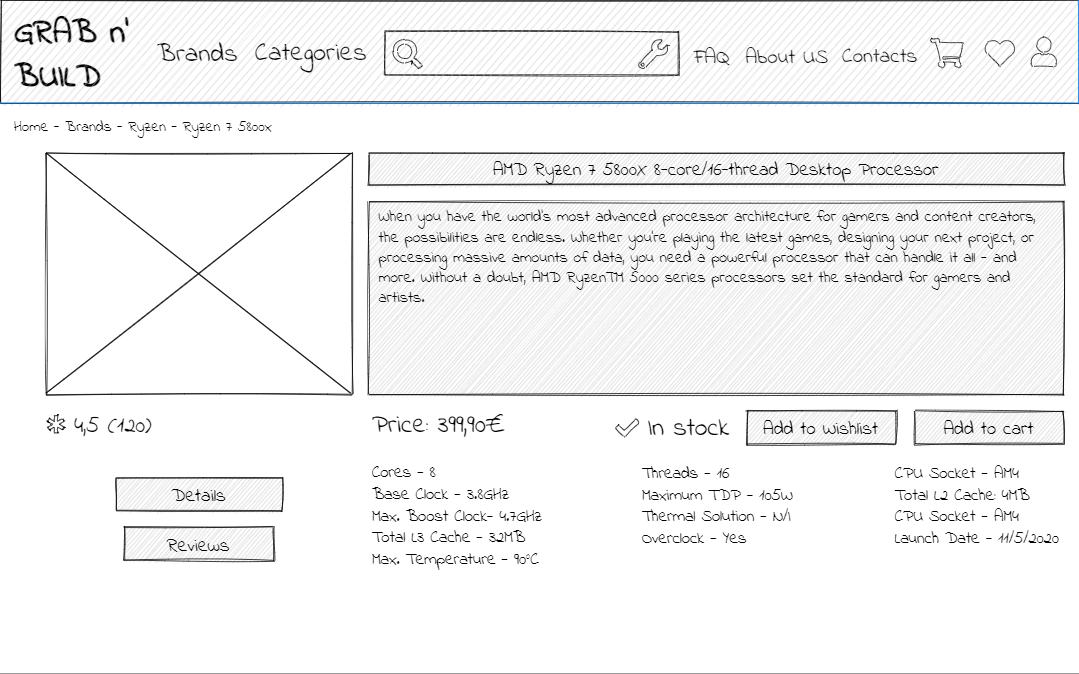 GRAB n'
BUILD
Brands
Categories
FAQ
About US
Contacts
Home - Brands - Ryzen - Ryzen 7 5800x
AMD Ryzen 7 5800X 8-core/16-thread Desktop Processor
When you have the world's most advanced processor architecture for gamers and content creators,
the possibilities are endless. Whether you're playing the latest games, designing your next project, or
processing massive amounts of data, you need a powerful processor that can handle it all - and
more. Without a doubt, AMD RyzenTM 5000 series processors set the standard for gamers and
artists.
4,5 (120)
Price: 399,90€
In stock
Add to wishlist
Add to cart
Details
Reviews
Cores - 8
Base Clock - 3.8GHz
Max. Boost Clock- 4.7GHz
Total L3 Cache - 32MB
Max. Temperature - 90°C
Threads - 16
Maximum TDP - 105W
Thermal Solution - N/I
Overclock - Yes
CPU Socket - AM4
Total L2 Cache: 4MB
CPU Socket - AM4
Launch Date - 11/5/2020